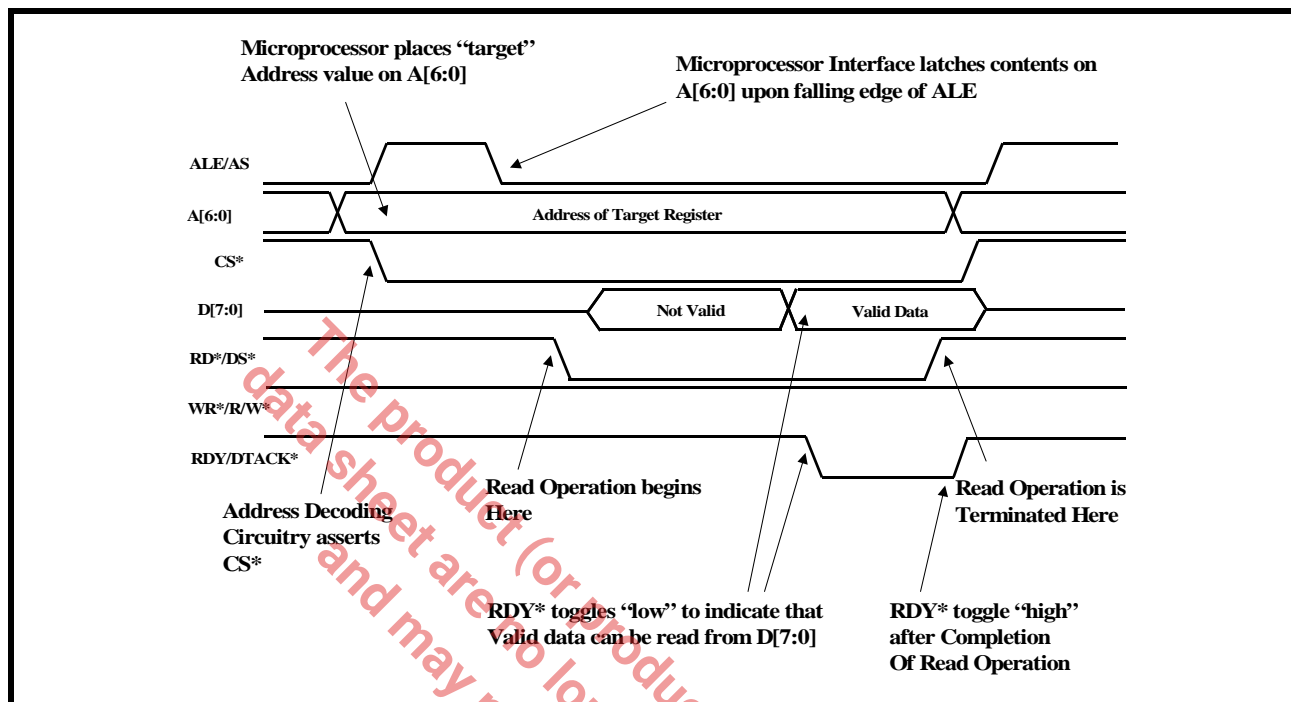 Microprocessor places “target”
Address value on A[6:0]
Microprocessor Interface latches contents on
A[6:0] upon falling edge of ALE
ALE/AS
A[6:0]
Address of Target Register
CS*
D[7:0]
Not Valid
Valid Data
RD*/DS*
WR*/R/W*
RDY/DTACK*
Address Decoding
Circuitry asserts
CS*
Read Operation begins
Here
Read Operation is
Terminated Here
RDY* toggles “low” to indicate that
Valid data can be read from D[7:0]
RDY* toggle “high”
after Completion
Of Read Operation
The product (or produc
data sheet are no lon
and may n